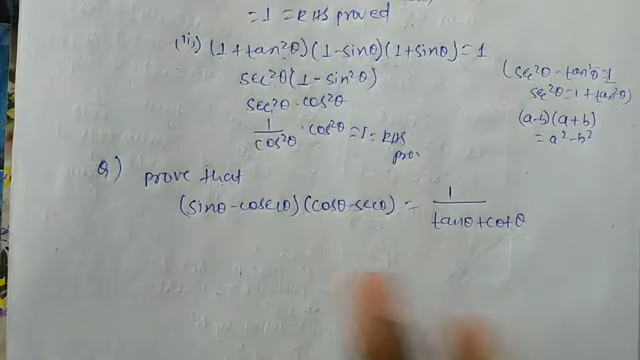 =1 = RHS proved
(iii) (1+tan²θ)(1-sinθ)(1+sinθ)=1
sec²θ(1-sin²θ)
sec²θ·cos²θ
1/cos²θ · cos²θ = 1 = RHS
pro.
(sec²θ-tan²θ=1
sec²θ=1+tan²θ)
(a-b)(a+b)
= a²-b²
Q) prove that
(sinθ-cosecθ)(cosθ-secθ) = 1/tanθ+cotθ